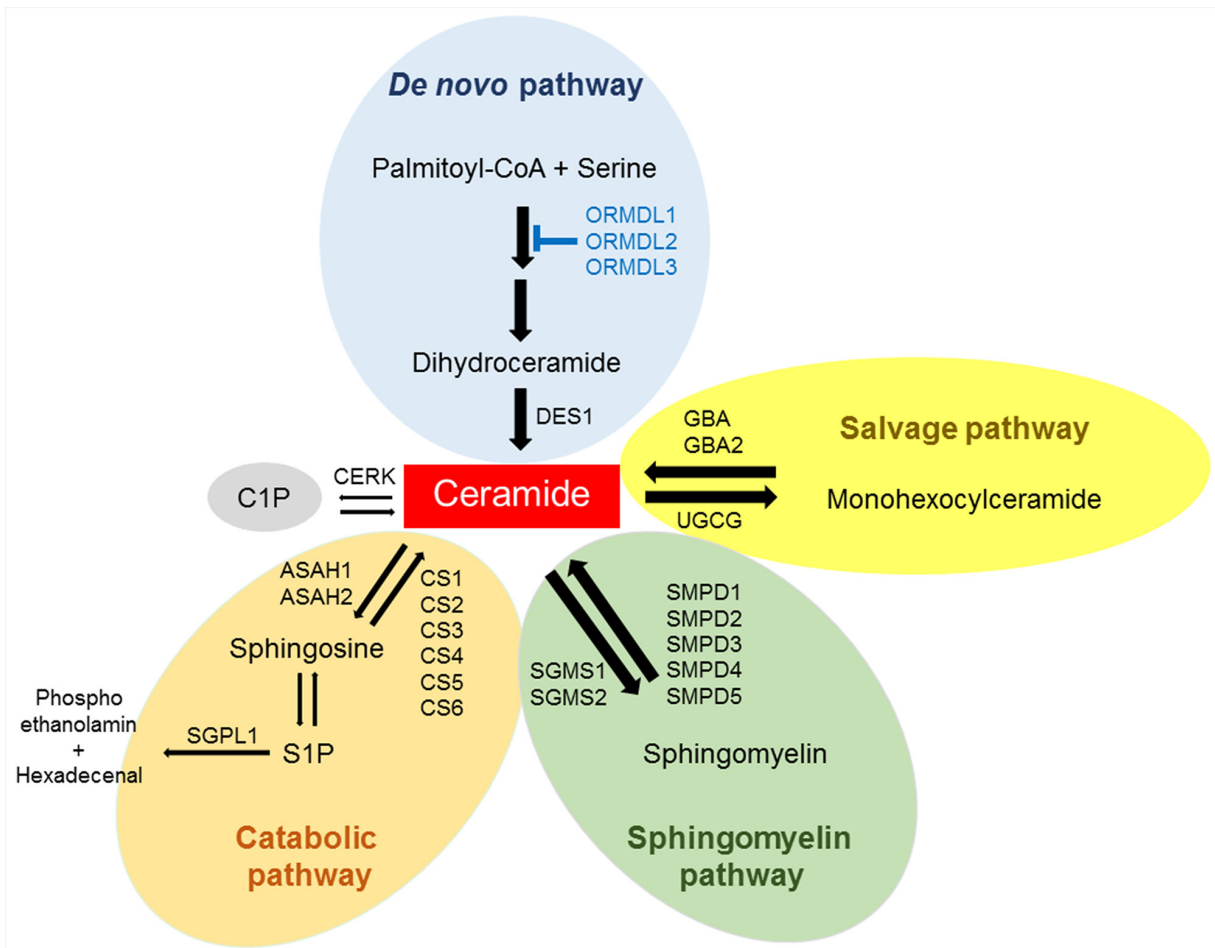 De novo pathway
Palmitoyl-CoA + Serine
ORMDL1
ORMDL2
ORMDL3
Dihydroceramide
DES1
GBA
GBA2
Salvage pathway
Monohexocylceramide
UGCG
CERK
C1P
Ceramide
ASAH1
ASAH2
CS1
CS2
CS3
CS4
CS5
CS6
Sphingosine
Phospho
ethanolamin
+
Hexadecenal
SGPL1
S1P
Catabolic
pathway
SMPD1
SMPD2
SMPD3
SMPD4
SMPD5
SGMS1
SGMS2
Sphingomyelin
Sphingomyelin
pathway